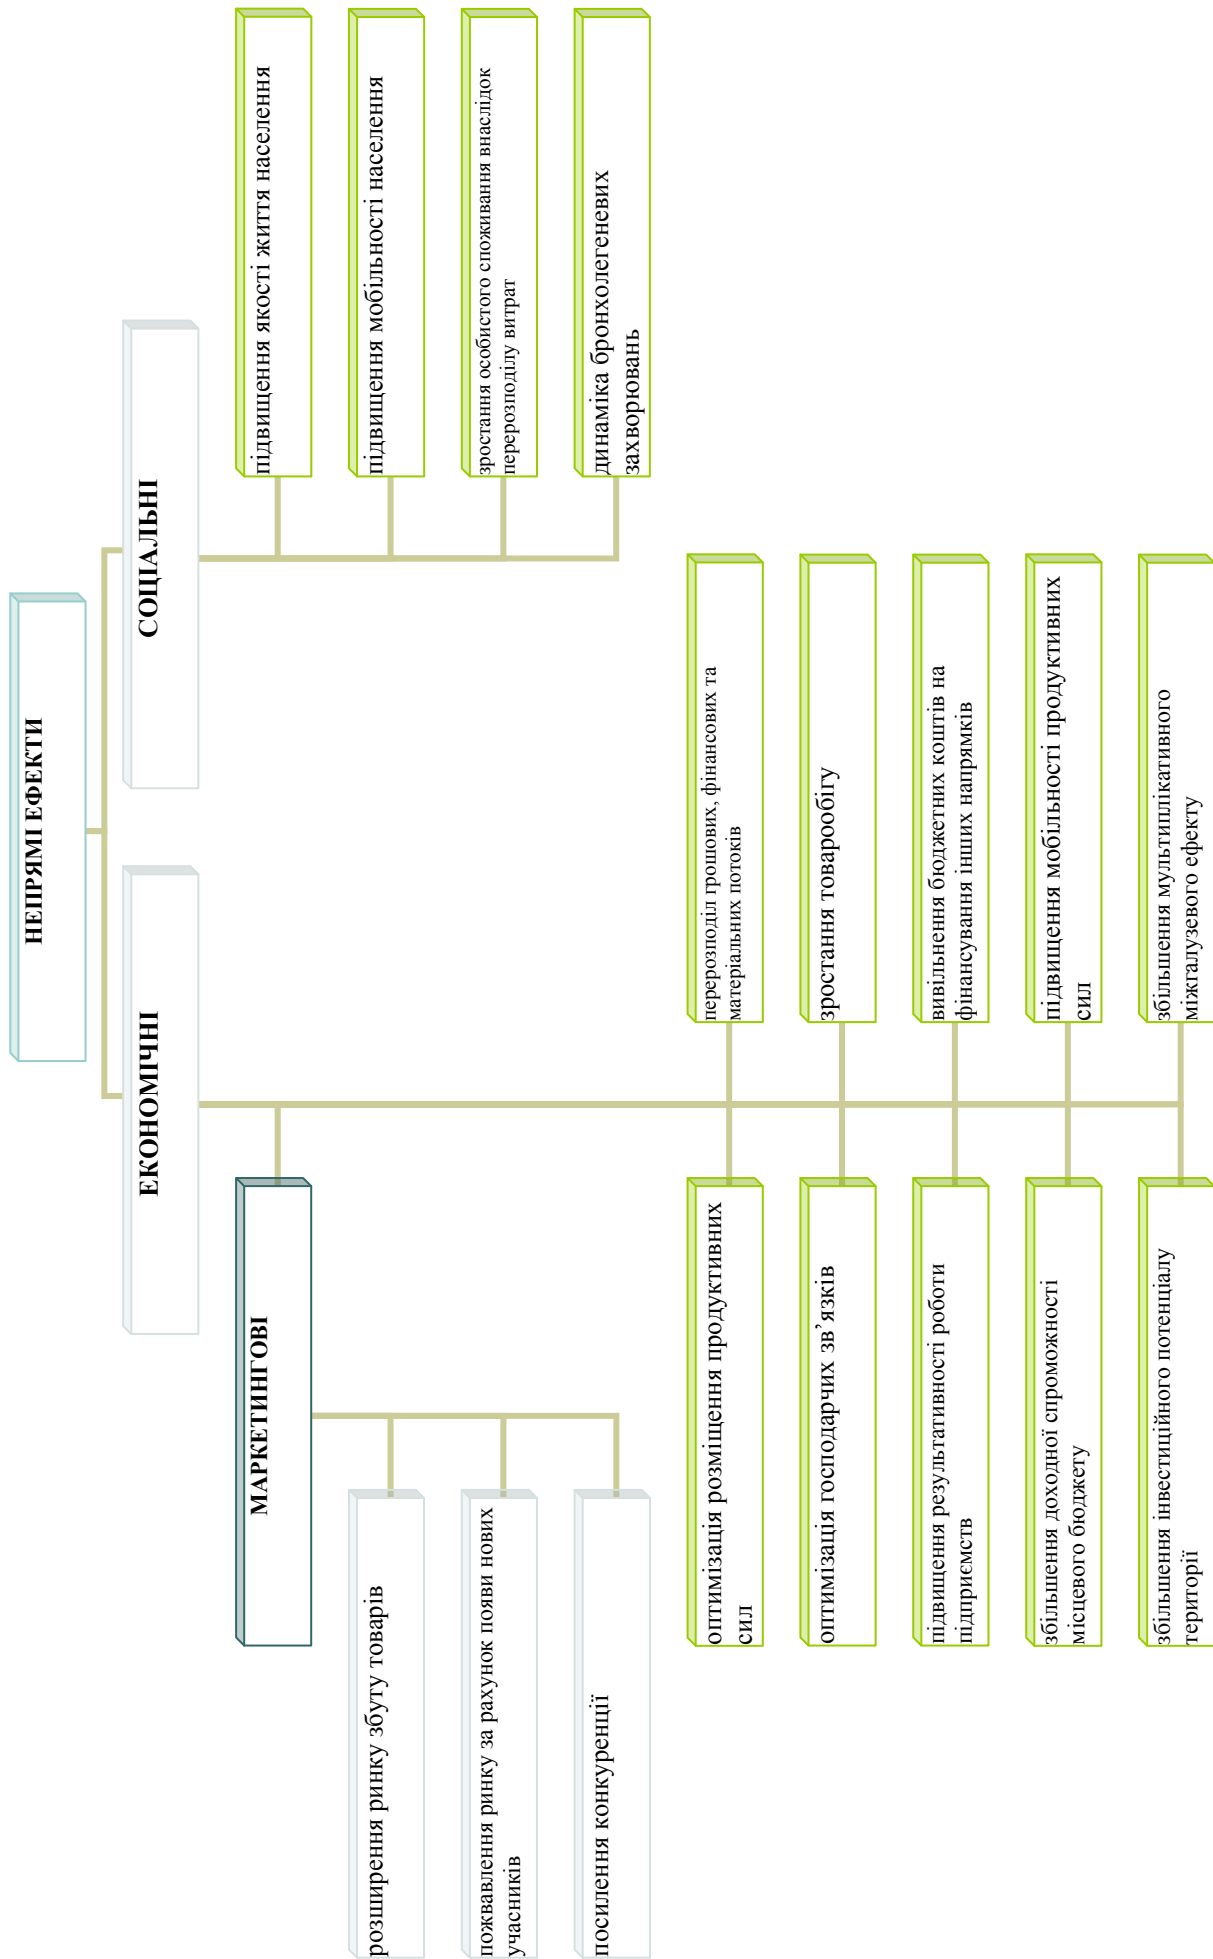 НЕПРЯМІ ЕФЕКТИ
ЕКОНОМІЧНІ
СОЦІАЛЬНІ
МАРКЕТИНГОВІ
розширення ринку збуту товарів
пожвавлення ринку за рахунок появи нових
учасників
посилення конкуренції
оптимізація розміщення продуктивних
сил
оптимізація господарчих зв’язків
підвищення результативності роботи
підприємств
збільшення доходної спроможності
місцевого бюджету
збільшення інвестиційного потенціалу
території
перерозподіл грошових, фінансових та
матеріальних потоків
зростання товарообігу
вивільнення бюджетних коштів на
фінансування інших напрямків
підвищення мобільності продуктивних
сил
збільшення мультиплікативного
міжгалузевого ефекту
підвищення якості життя населення
підвищення мобільності населення
зростання особистого споживання внаслідок
перерозподілу витрат
динаміка бронхолегеневих
захворювань